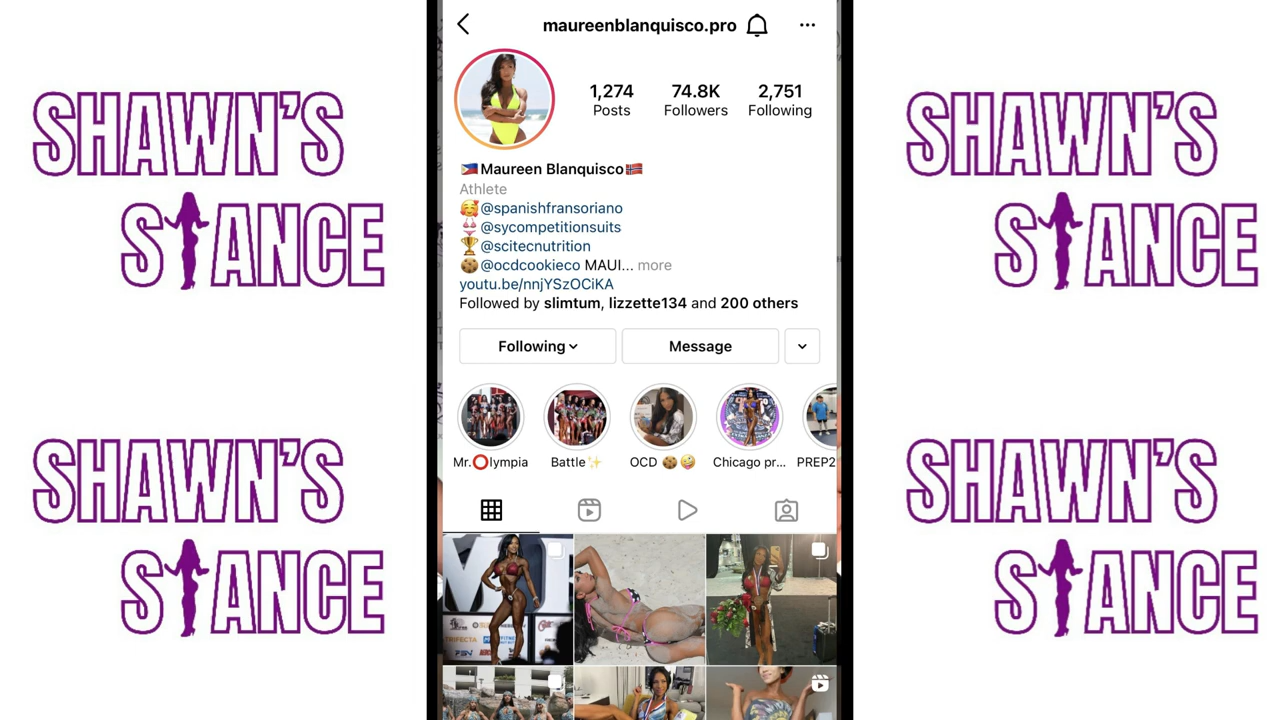 SHAWN'S
STANCE
SHAWN'S
STANCE
maureenblanquisco.pro
1,274
Posts
74.8K
Followers
2,751
Following
🇵🇭Maureen Blanquisco🇳🇴
Athlete
🥰@spanishfransoriano
👙@sycompetitionsuits
🏆@scitecnutrition
🍪@ocdcookieco MAUI... more
youtu.be/nnjYSzOCiKA
Followed by slimtum, lizzette134 and 200 others
Following
Message
Mr.⭕lympia
Battle✨
OCD 🍪🤪
Chicago pr...
PREP2
TRIFECTA
SHAWN'S
STANCE
SHAWN'S
STANCE